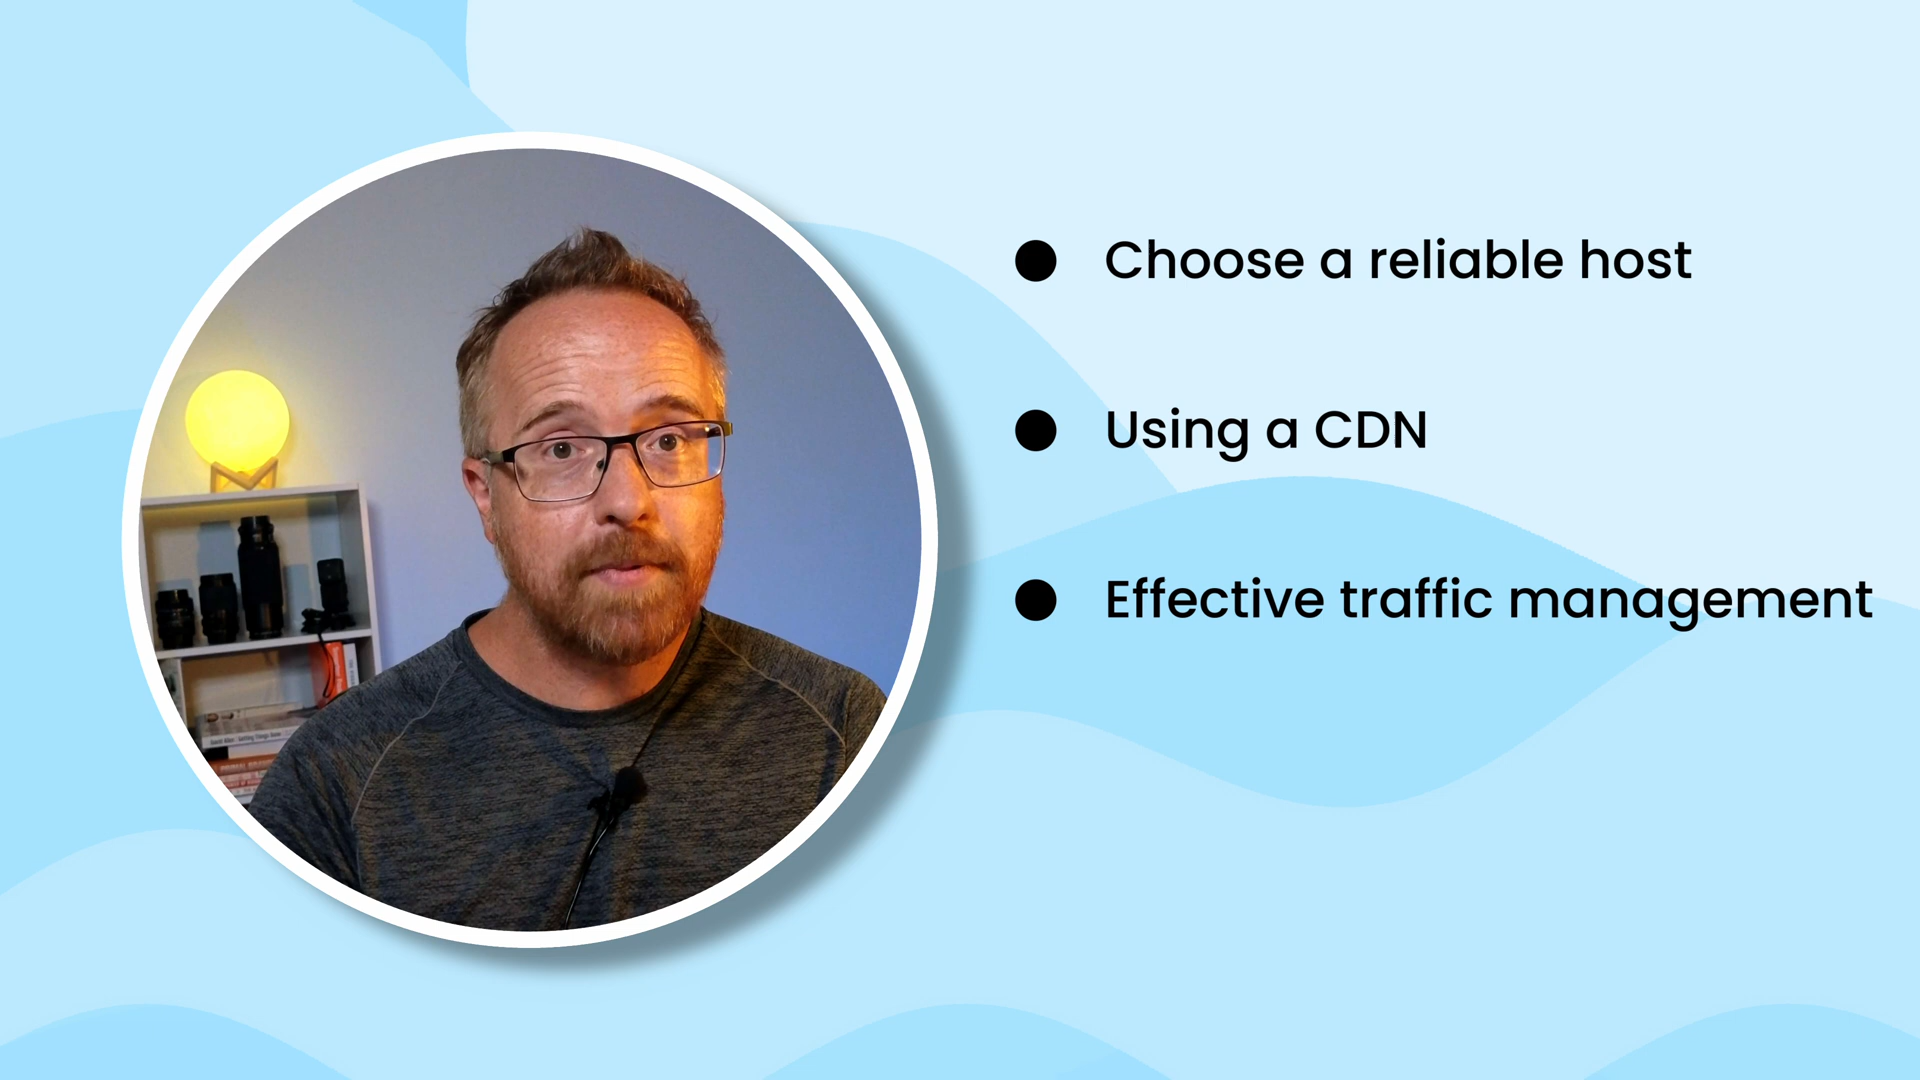 Choose a reliable host
Using a CDN
Effective traffic management